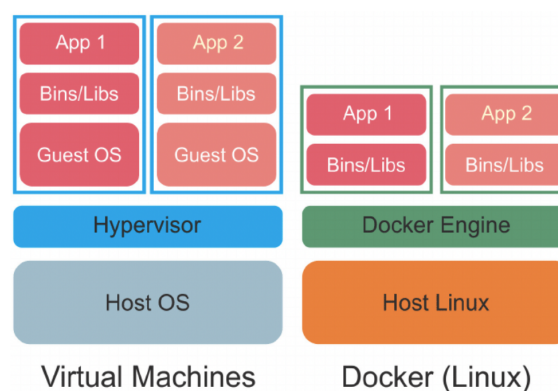 App 1
Bins/Libs
Guest OS
App 2
Bins/Libs
Guest OS
Hypervisor
Host OS
Virtual Machines
App 1
Bins/Libs
App 2
Bins/Libs
Docker Engine
Host Linux
Docker (Linux)